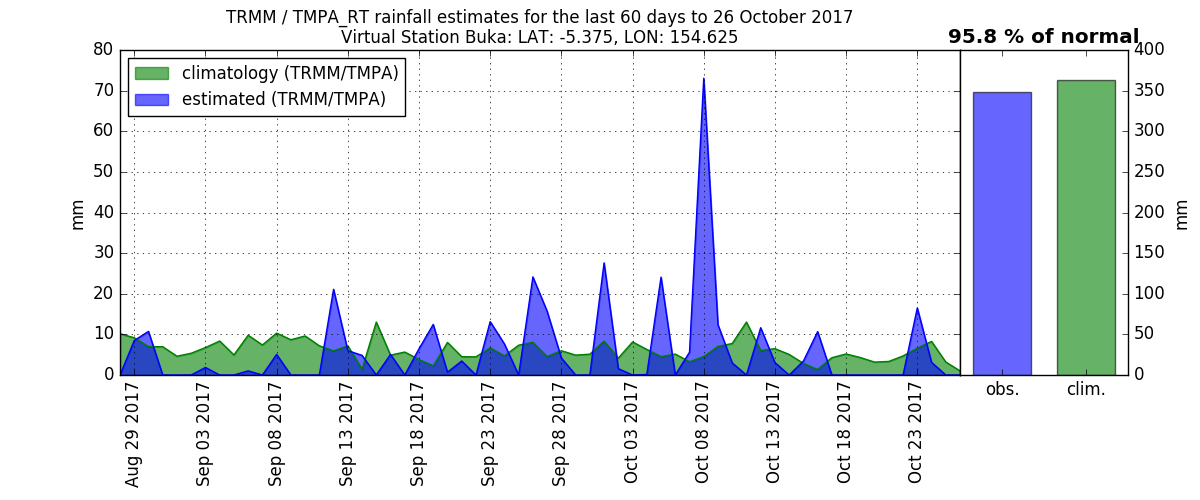 TRMM / TMPA_RT rainfall estimates for the last 60 days to 26 October 2017
Virtual Station Buka: LAT: -5.375, LON: 154.625
95.8 % of normal
climatology (TRMM/TMPA)
estimated (TRMM/TMPA)
mm
80
70
60
50
40
30
20
10
0
Aug 29 2017
Sep 03 2017
Sep 08 2017
Sep 13 2017
Sep 18 2017
Sep 23 2017
Sep 28 2017
Oct 03 2017
Oct 08 2017
Oct 13 2017
Oct 18 2017
Oct 23 2017
obs.
clim.
400
350
300
250
200
150
100
50
0
mm